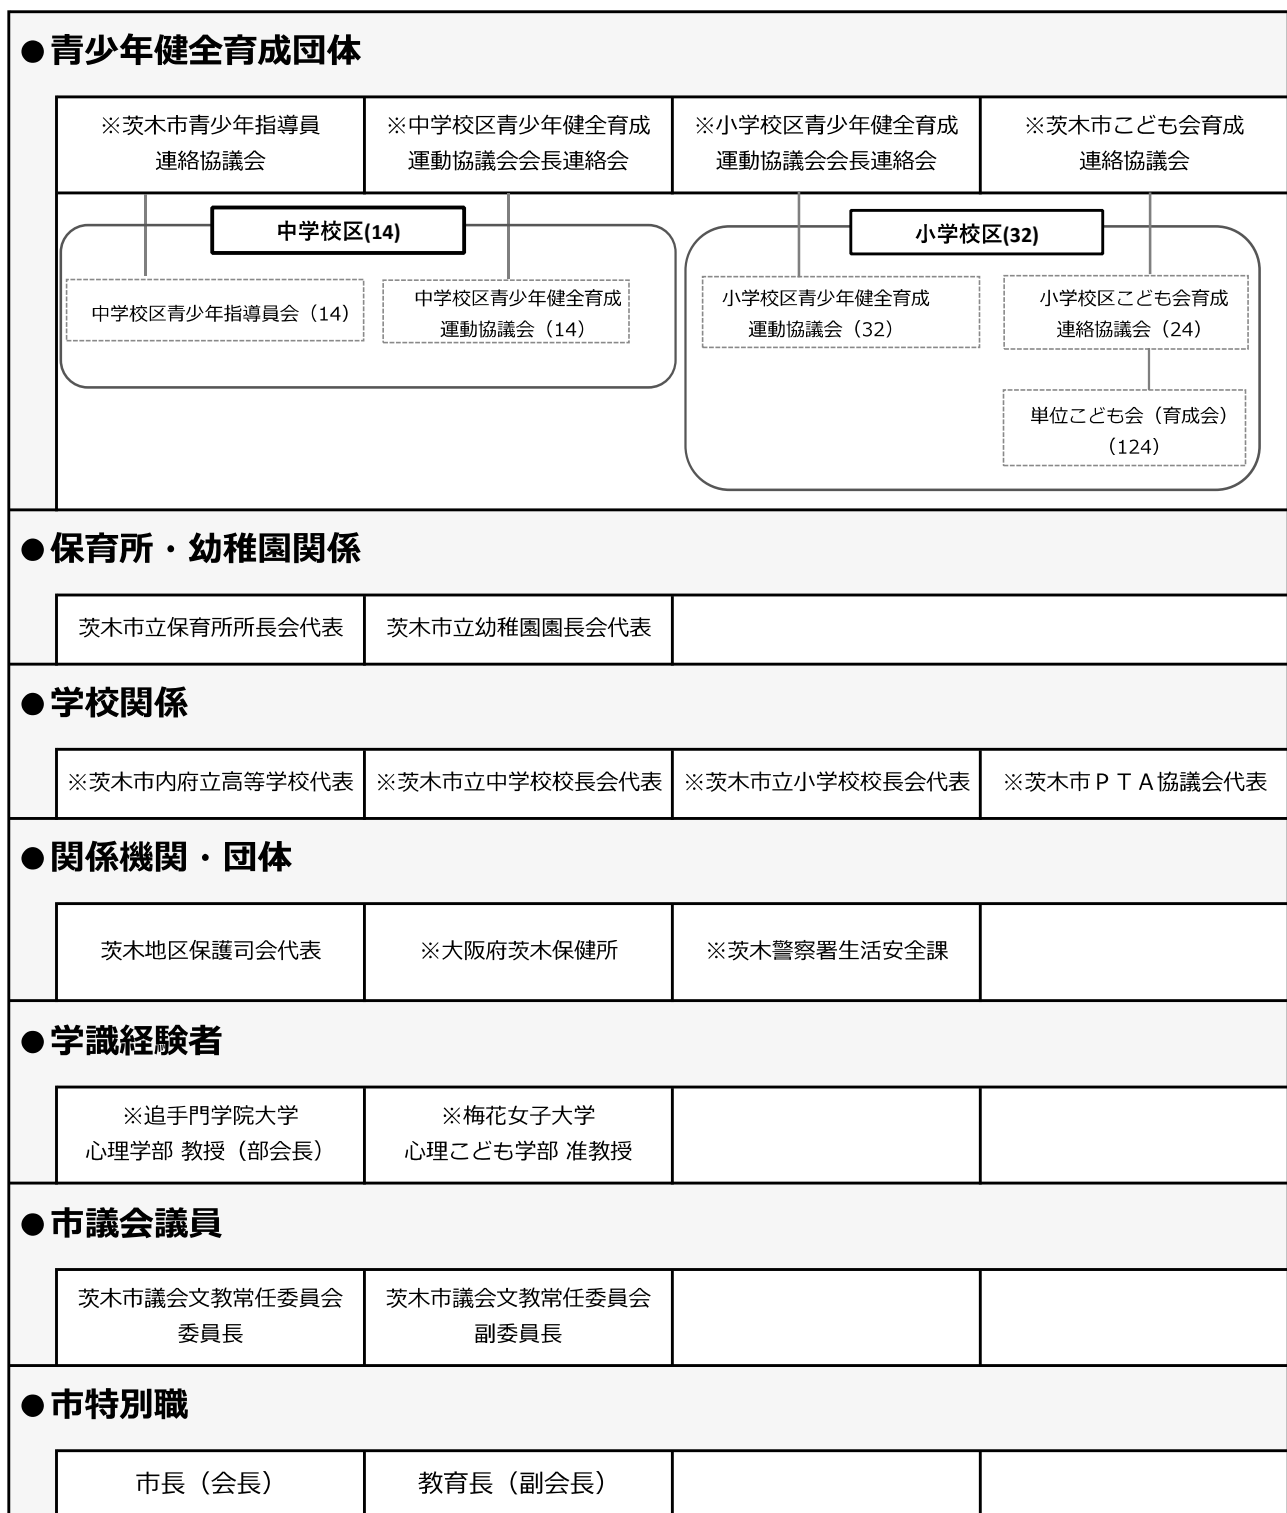 ●青少年健全育成団体
※茨木市青少年指導員
連絡協議会
※中学校区青少年健全育成
運動協議会会長連絡会
※小学校区青少年健全育成
運動協議会会長連絡会
※茨木市こども会育成
連絡協議会
中学校区(14)
中学校区青少年指導員会（14）
中学校区青少年健全育成
運動協議会（14）
小学校区(32)
小学校区青少年健全育成
運動協議会（32）
小学校区こども会育成
連絡協議会（24）
単位こども会（育成会）
（124）
●保育所・幼稚園関係
茨木市立保育所所長会代表
茨木市立幼稚園園長会代表
●学校関係
※茨木市内府立高等学校代表
※茨木市立中学校校長会代表
※茨木市立小学校校長会代表
※茨木市ＰＴＡ協議会代表
●関係機関・団体
茨木地区保護司会代表
※大阪府茨木保健所
※茨木警察署生活安全課
●学識経験者
※追手門学院大学
心理学部 教授（部会長）
※梅花女子大学
心理こども学部 准教授
●市議会議員
茨木市議会文教常任委員会
委員長
茨木市議会文教常任委員会
副委員長
●市特別職
市長（会長）
教育長（副会長）